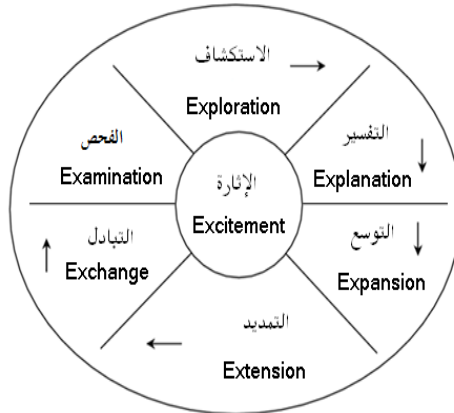 الاستكشاف
Exploration
التفسير
Explanation
التوسع
Expansion
التمديد
Extension
التبادل
Exchange
الفحص
Examination
الإثارة
Excitement